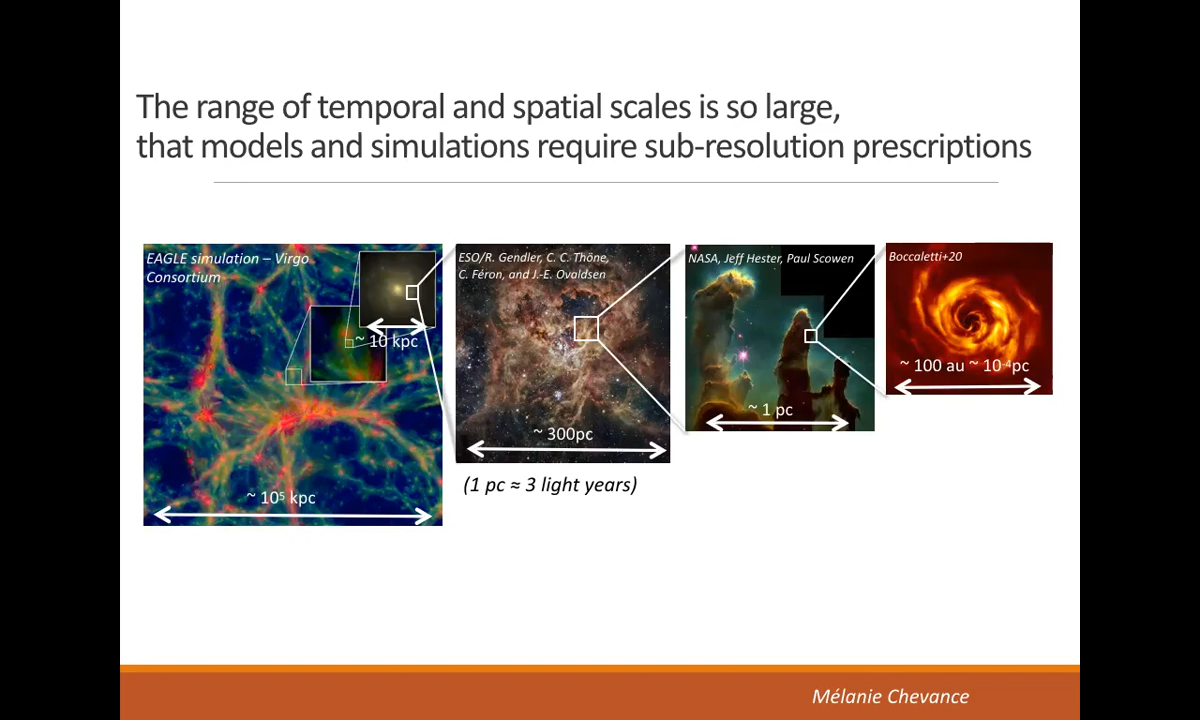 The range of temporal and spatial scales is so large,
that models and simulations require sub-resolution prescriptions
EAGLE simulation – Virgo
Consortium
~ 10 kpc
~ 10⁵ kpc
ESO/R. Gendler, C. C. Thöne,
C. Féron, and J.-E. Ovaldsen
~ 300pc
(1 pc ≈ 3 light years)
NASA, Jeff Hester, Paul Scowen
~ 1 pc
Boccaletti+20
~ 100 au ~ 10⁻⁴pc
Mélanie Chevance